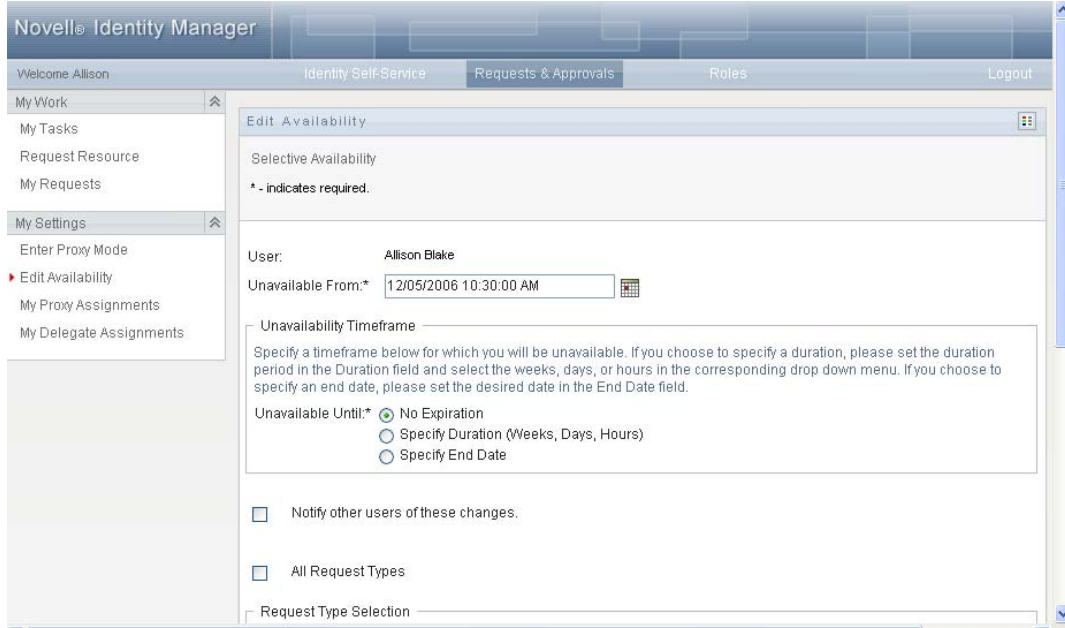 Novell® Identity Manager
Welcome Allison
Identity Self-Service
Requests & Approvals
Roles
Logout
My Work
My Tasks
Request Resource
My Requests
My Settings
Enter Proxy Mode
Edit Availability
My Proxy Assignments
My Delegate Assignments
Edit Availability
Selective Availability
* - indicates required.
User: Allison Blake
Unavailable From:* 12/05/2006 10:30:00 AM
Unavailability Timeframe
Specify a timeframe below for which you will be unavailable. If you choose to specify a duration, please set the duration
period in the Duration field and select the weeks, days, or hours in the corresponding drop down menu. If you choose to
specify an end date, please set the desired date in the End Date field.
Unavailable Until:* No Expiration
Specify Duration (Weeks, Days, Hours)
Specify End Date
Notify other users of these changes.
All Request Types
Request Type Selection